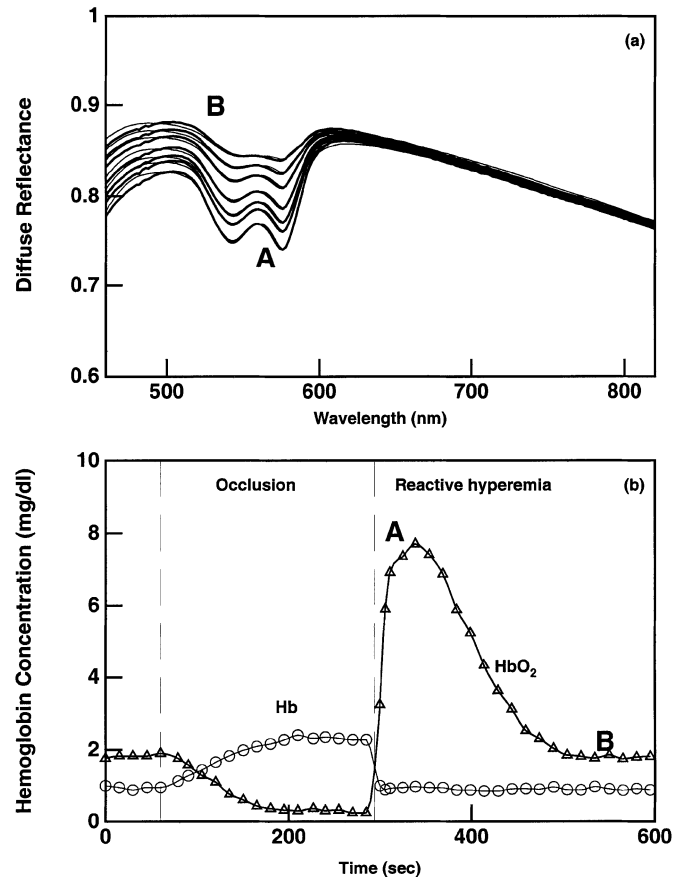 1
(a)
B
0.9
0.8
A
0.7
0.6
500 600 700 800
Wavelength (nm)
Diffuse Reflectance
10
Occlusion Reactive hyperemia (b)
8
A
6
HbO₂
4
Hb
B
2
0
0 200 400 600
Time (sec)
Hemoglobin Concentration (mg/dl)